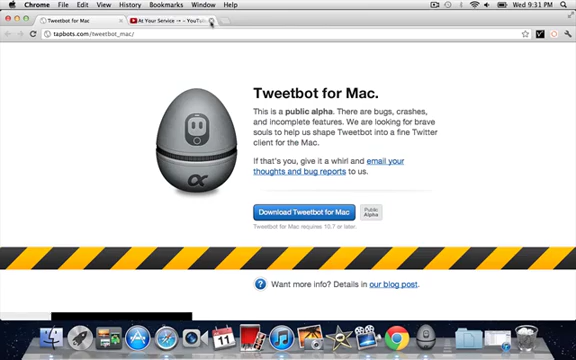 Chrome File Edit View History Bookmarks Window Help
Wed 9:31 PM
Tweetbot for Mac
At Your Service
tapbots.com/tweetbot_mac/
Tweetbot for Mac.
This is a public alpha. There are bugs, crashes,
and incomplete features. We are looking for brave
souls to help us shape Tweetbot into a fine Twitter
client for the Mac.
If that's you, give it a whirl and email your
thoughts and bug reports to us.
Download Tweetbot for Mac
Public
Alpha
Tweetbot for Mac requires 10.7 or later.
? Want more info? Details in our blog post.
11